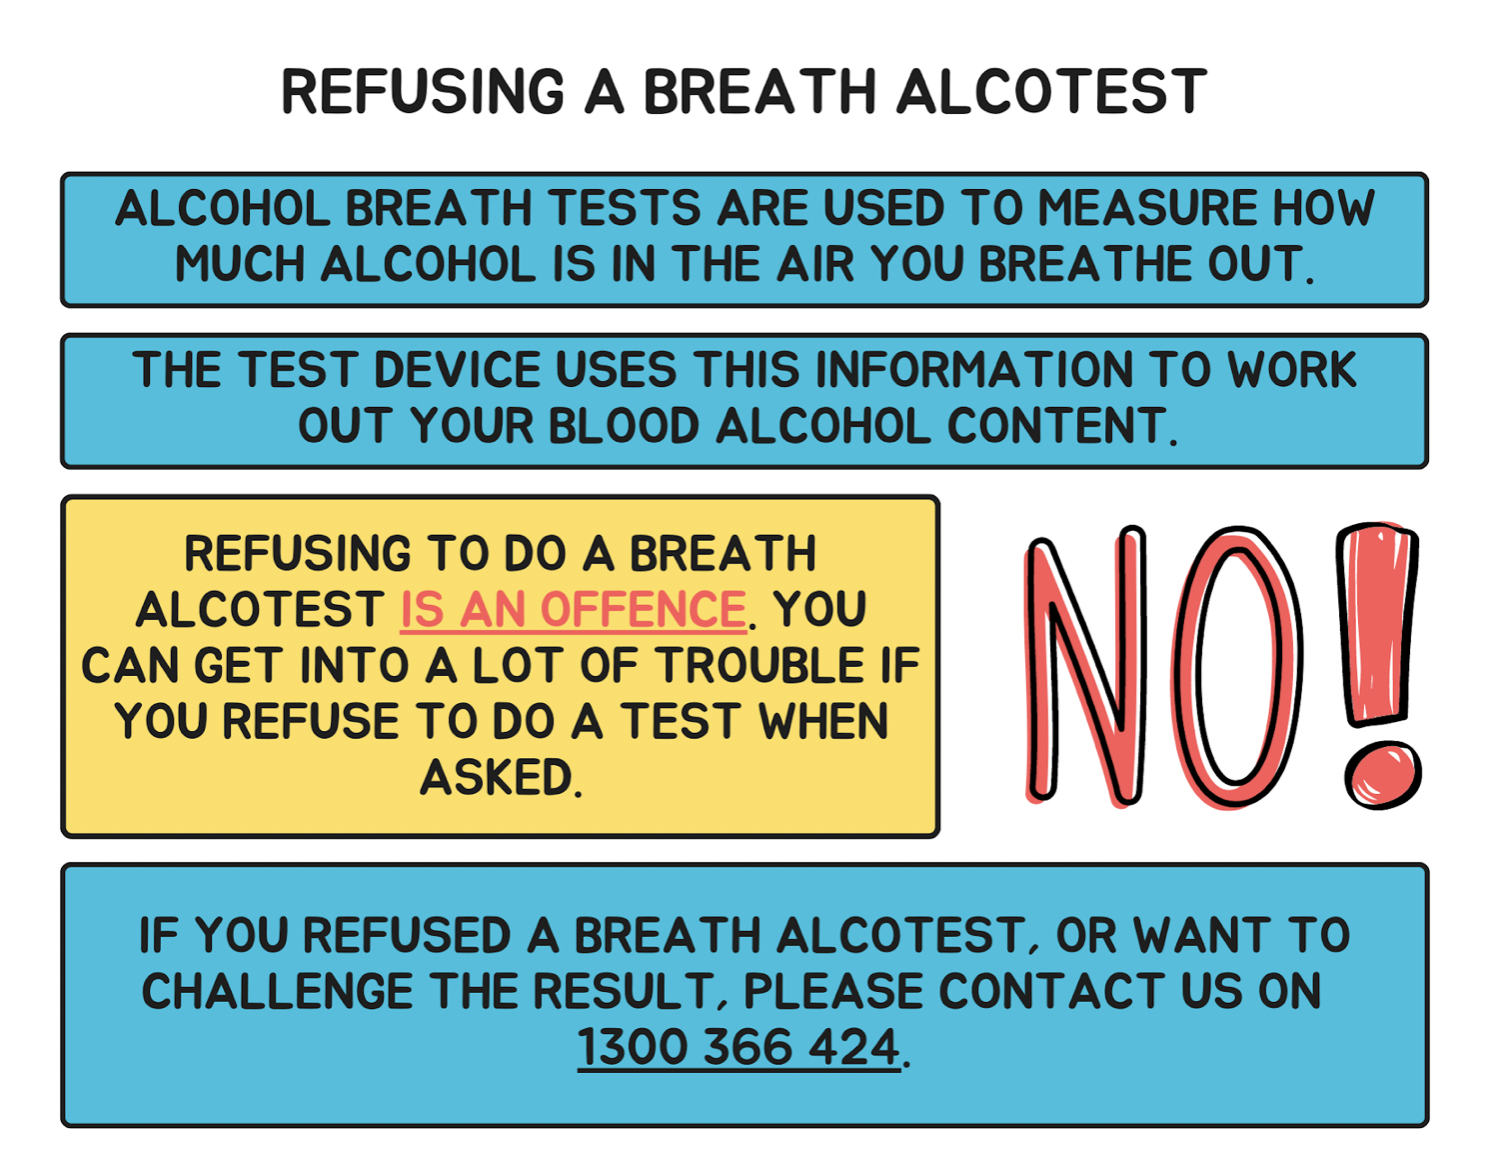 REFUSING A BREATH ALCOTEST
ALCOHOL BREATH TESTS ARE USED TO MEASURE HOW
MUCH ALCOHOL IS IN THE AIR YOU BREATHE OUT.
THE TEST DEVICE USES THIS INFORMATION TO WORK
OUT YOUR BLOOD ALCOHOL CONTENT.
REFUSING TO DO A BREATH
ALCOTEST IS AN OFFENCE. YOU
CAN GET INTO A LOT OF TROUBLE IF
YOU REFUSE TO DO A TEST WHEN
ASKED.
NO!
IF YOU REFUSED A BREATH ALCOTEST, OR WANT TO
CHALLENGE THE RESULT, PLEASE CONTACT US ON
1300 366 424.